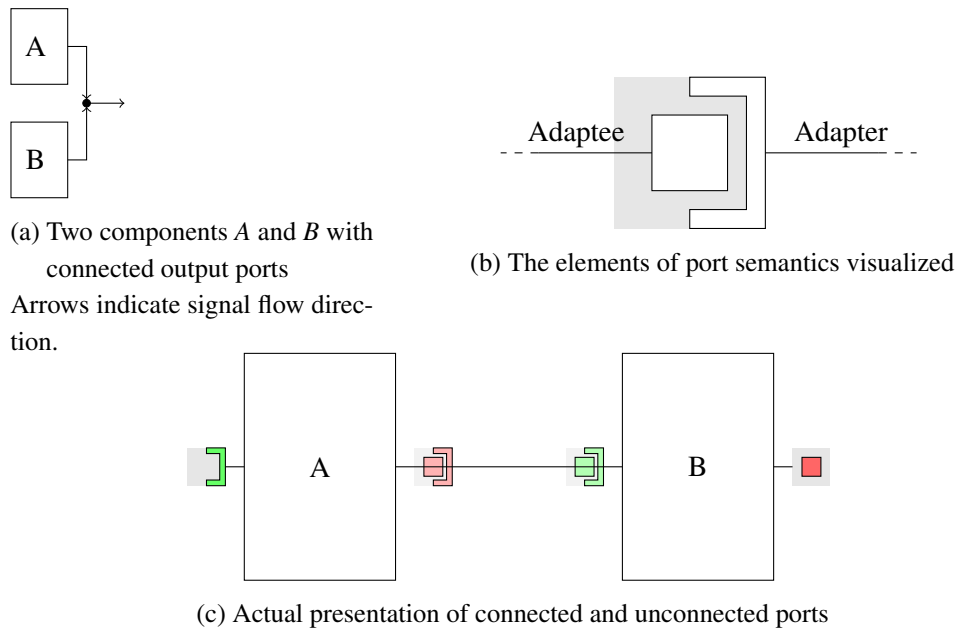 A
B
(a) Two components A and B with
connected output ports
Arrows indicate signal flow direc-
tion.
Adaptee
Adapter
(b) The elements of port semantics visualized
A
B
(c) Actual presentation of connected and unconnected ports